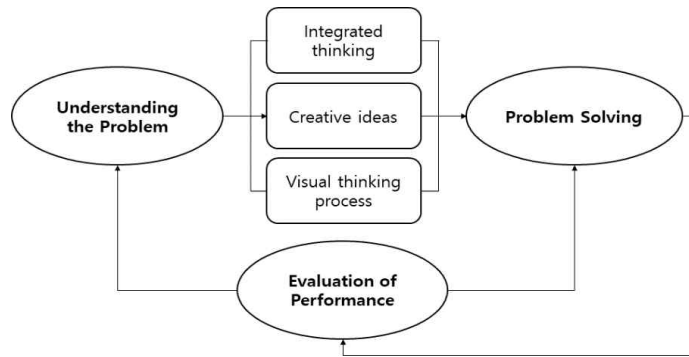 Integrated
thinking
Understanding
the Problem
Creative ideas
Problem Solving
Visual thinking
process
Evaluation of
Performance